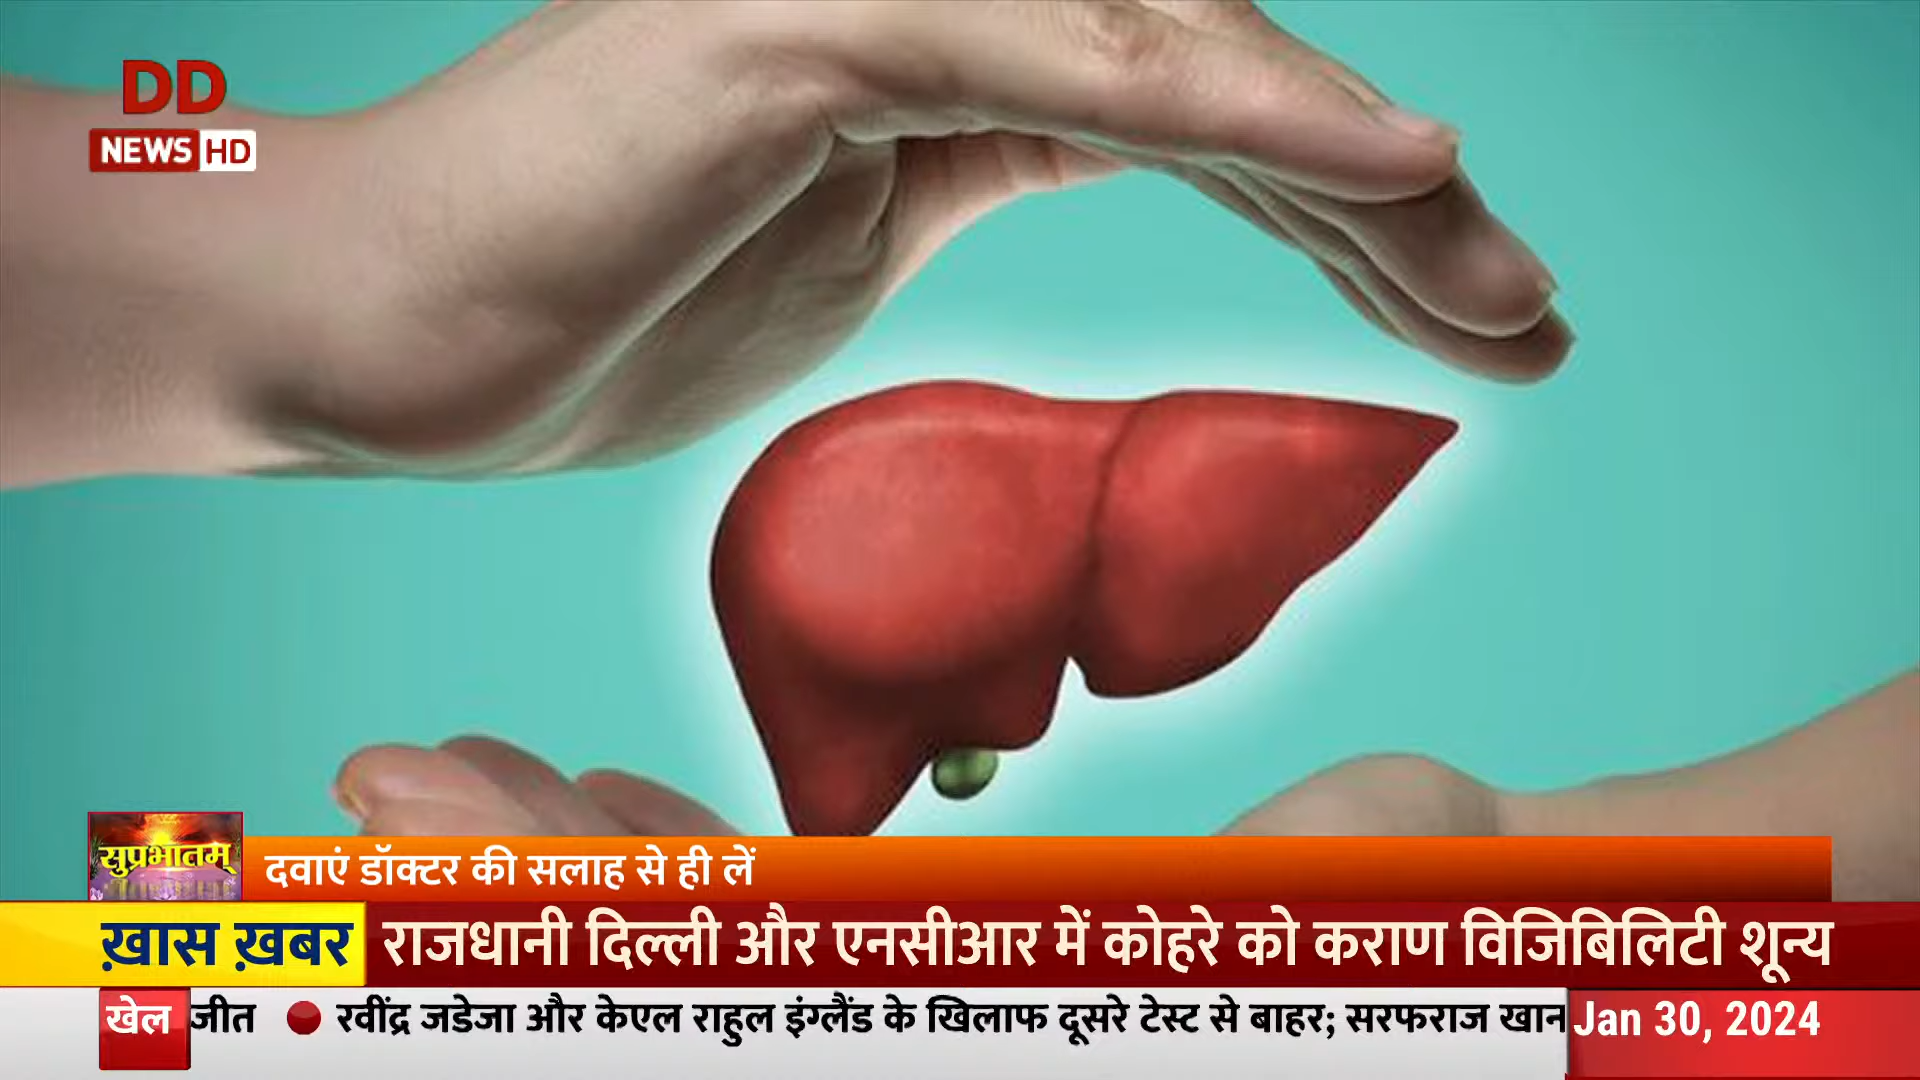 DD
NEWS HD
सुप्रभातम्
दवाएं डॉक्टर की सलाह से ही लें
ख़ास ख़बर
राजधानी दिल्ली और एनसीआर में कोहरे को कराण विजिबिलिटी शून्य
खेल
जीत ● रवींद्र जडेजा और केएल राहुल इंग्लैंड के खिलाफ दूसरे टेस्ट से बाहर; सरफराज खान
Jan 30, 2024